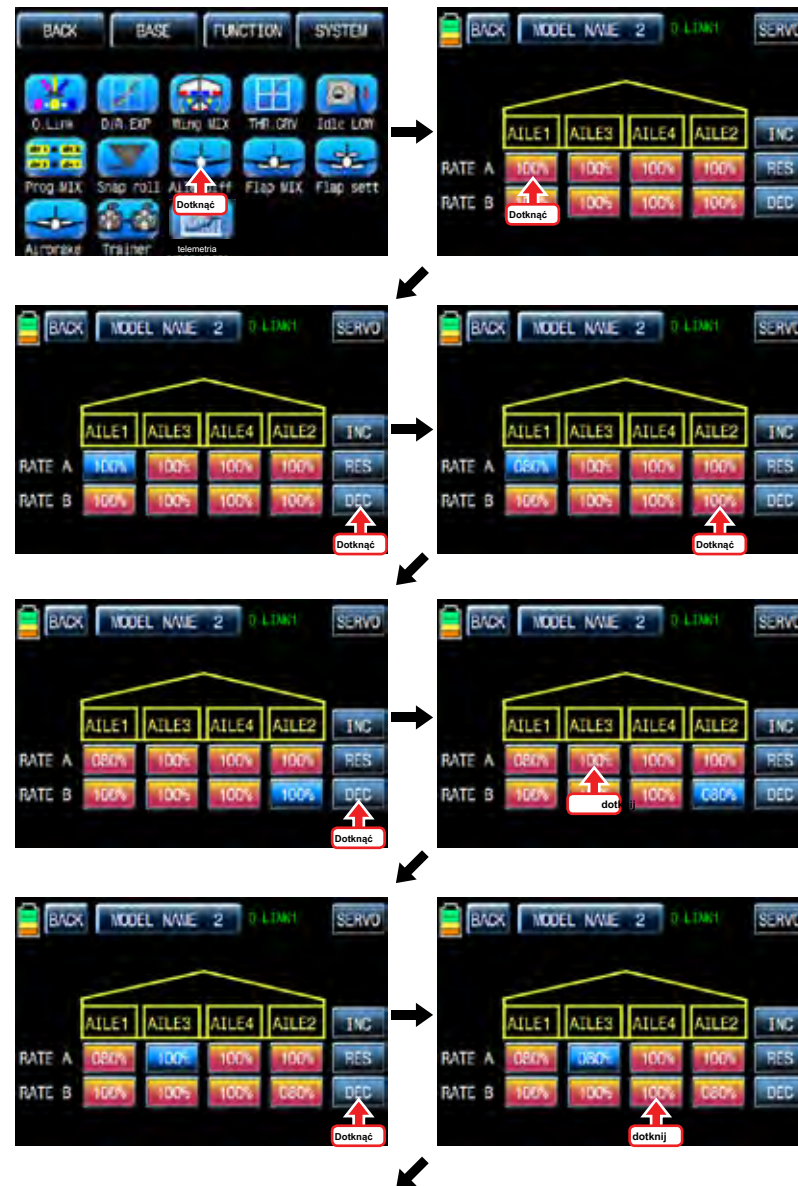 BACK BASE FUNCTION SYSTEM
Q.Link D/R.EXP Wing MIX THR.CRV Idle LOW
Prog MIX Snap roll Flap MIX Flap sett
Dotknąć
Airbrake Trainer telemetria
BACK MODEL NAME 2 Q.LINK1 SERVO
AILE1 AILE3 AILE4 AILE2 INC
RATE A 100% 100% 100% 100% RES
RATE B 100% 100% 100% DEC
Dotknąć
BACK MODEL NAME 2 Q.LINK1 SERVO
AILE1 AILE3 AILE4 AILE2 INC
RATE A 100% 100% 100% 100% RES
RATE B 100% 100% 100% 100% DEC
Dotknąć
BACK MODEL NAME 2 Q.LINK1 SERVO
AILE1 AILE3 AILE4 AILE2 INC
RATE A 080% 100% 100% 100% RES
RATE B 100% 100% 100% 100% DEC
Dotknąć
BACK MODEL NAME 2 Q.LINK1 SERVO
AILE1 AILE3 AILE4 AILE2 INC
RATE A 080% 100% 100% 100% RES
RATE B 100% 100% 100% 100% DEC
Dotknąć
BACK MODEL NAME 2 Q.LINK1 SERVO
AILE1 AILE3 AILE4 AILE2 INC
RATE A 080% 100% 100% 100% RES
RATE B 100% 100% 080% DEC
dotknij
BACK MODEL NAME 2 Q.LINK1 SERVO
AILE1 AILE3 AILE4 AILE2 INC
RATE A 080% 100% 100% 100% RES
RATE B 100% 100% 100% 080% DEC
Dotknąć
BACK MODEL NAME 2 Q.LINK1 SERVO
AILE1 AILE3 AILE4 AILE2 INC
RATE A 080% 080% 100% 100% RES
RATE B 100% 100% 100% 080% DEC
dotknij